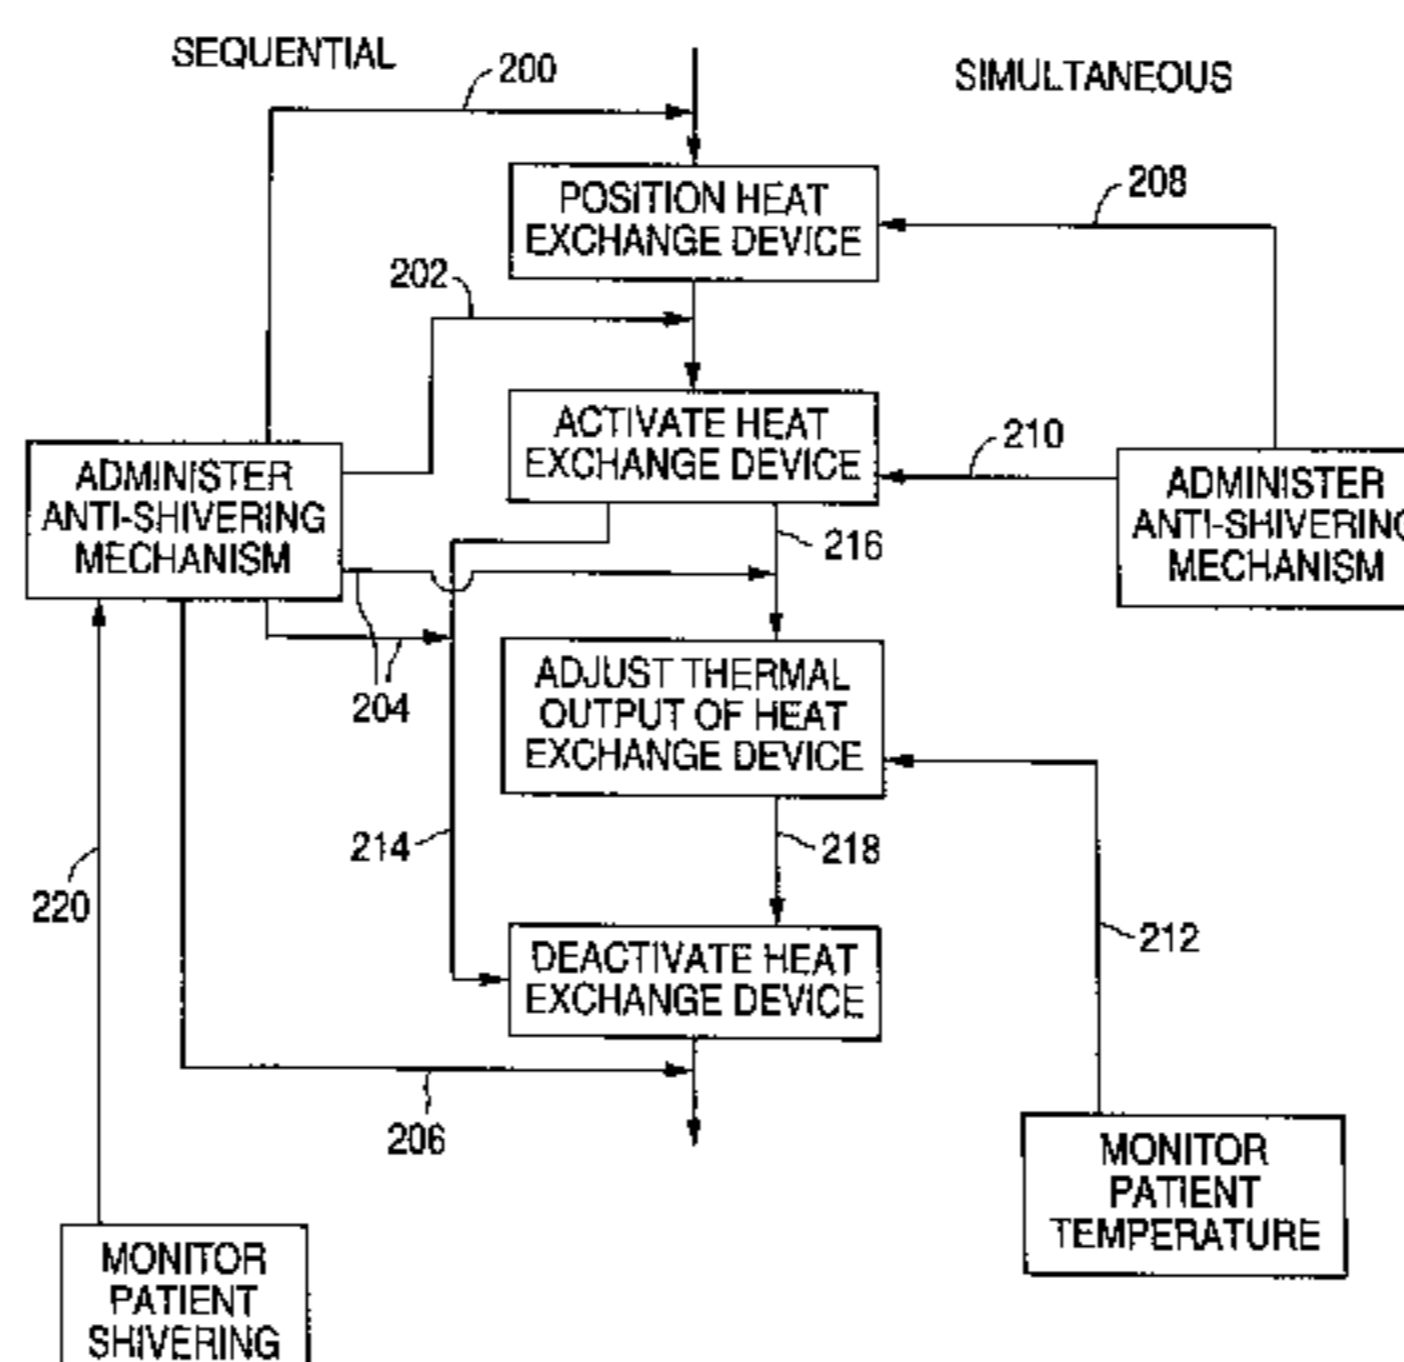 SEQUENTIAL
200
SIMULTANEOUS
POSITION HEAT
EXCHANGE DEVICE
208
202
ACTIVATE HEAT
EXCHANGE DEVICE
210
ADMINISTER
ANTI-SHIVERING
MECHANISM
ADMINISTER
ANTI-SHIVERING
MECHANISM
216
204
ADJUST THERMAL
OUTPUT OF HEAT
EXCHANGE DEVICE
214
218
220
212
DEACTIVATE HEAT
EXCHANGE DEVICE
206
MONITOR
PATIENT
TEMPERATURE
MONITOR
PATIENT
SHIVERING